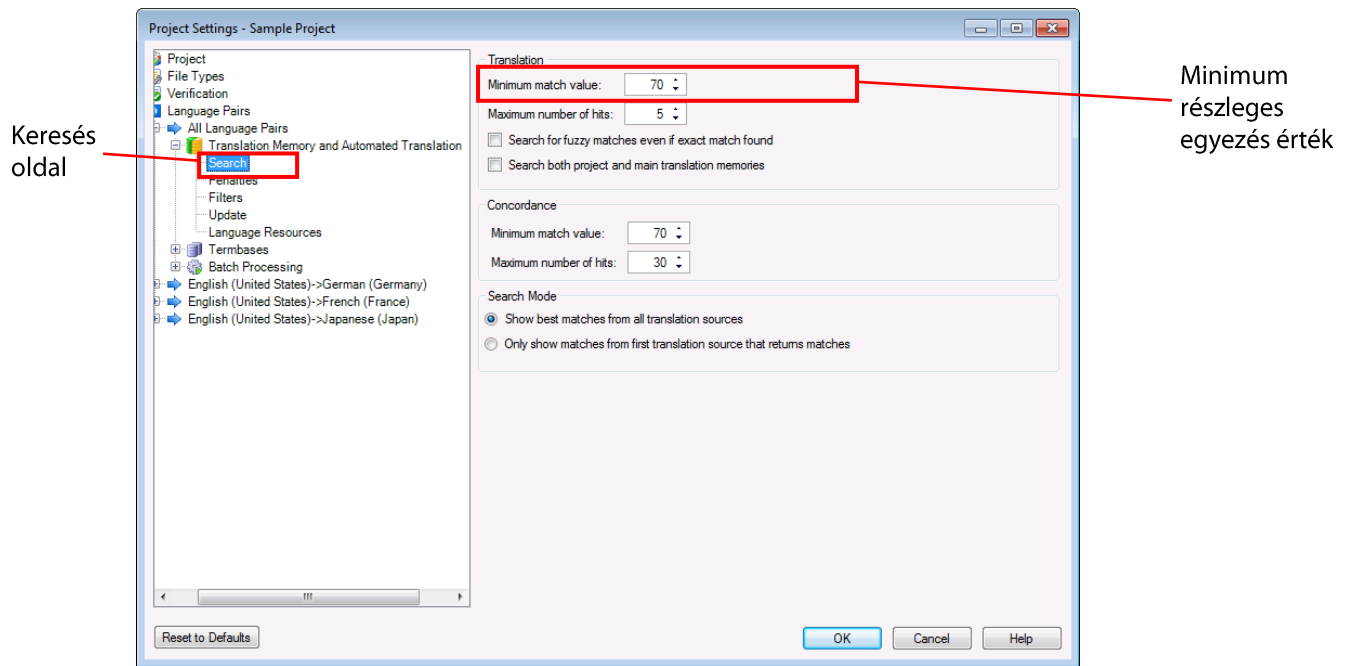 Project Settings - Sample Project
Project
File Types
Verification
Language Pairs
All Language Pairs
Translation Memory and Automated Translation
Search
Penalties
Filters
Update
Language Resources
Termbases
Batch Processing
English (United States)->German (Germany)
English (United States)->French (France)
English (United States)->Japanese (Japan)
Translation
Minimum match value: 70
Maximum number of hits: 5
Search for fuzzy matches even if exact match found
Search both project and main translation memories
Concordance
Minimum match value: 70
Maximum number of hits: 30
Search Mode
Show best matches from all translation sources
Only show matches from first translation source that returns matches
Reset to Defaults
OK
Cancel
Help
Keresés
oldal
Minimum
részleges
egyezés érték